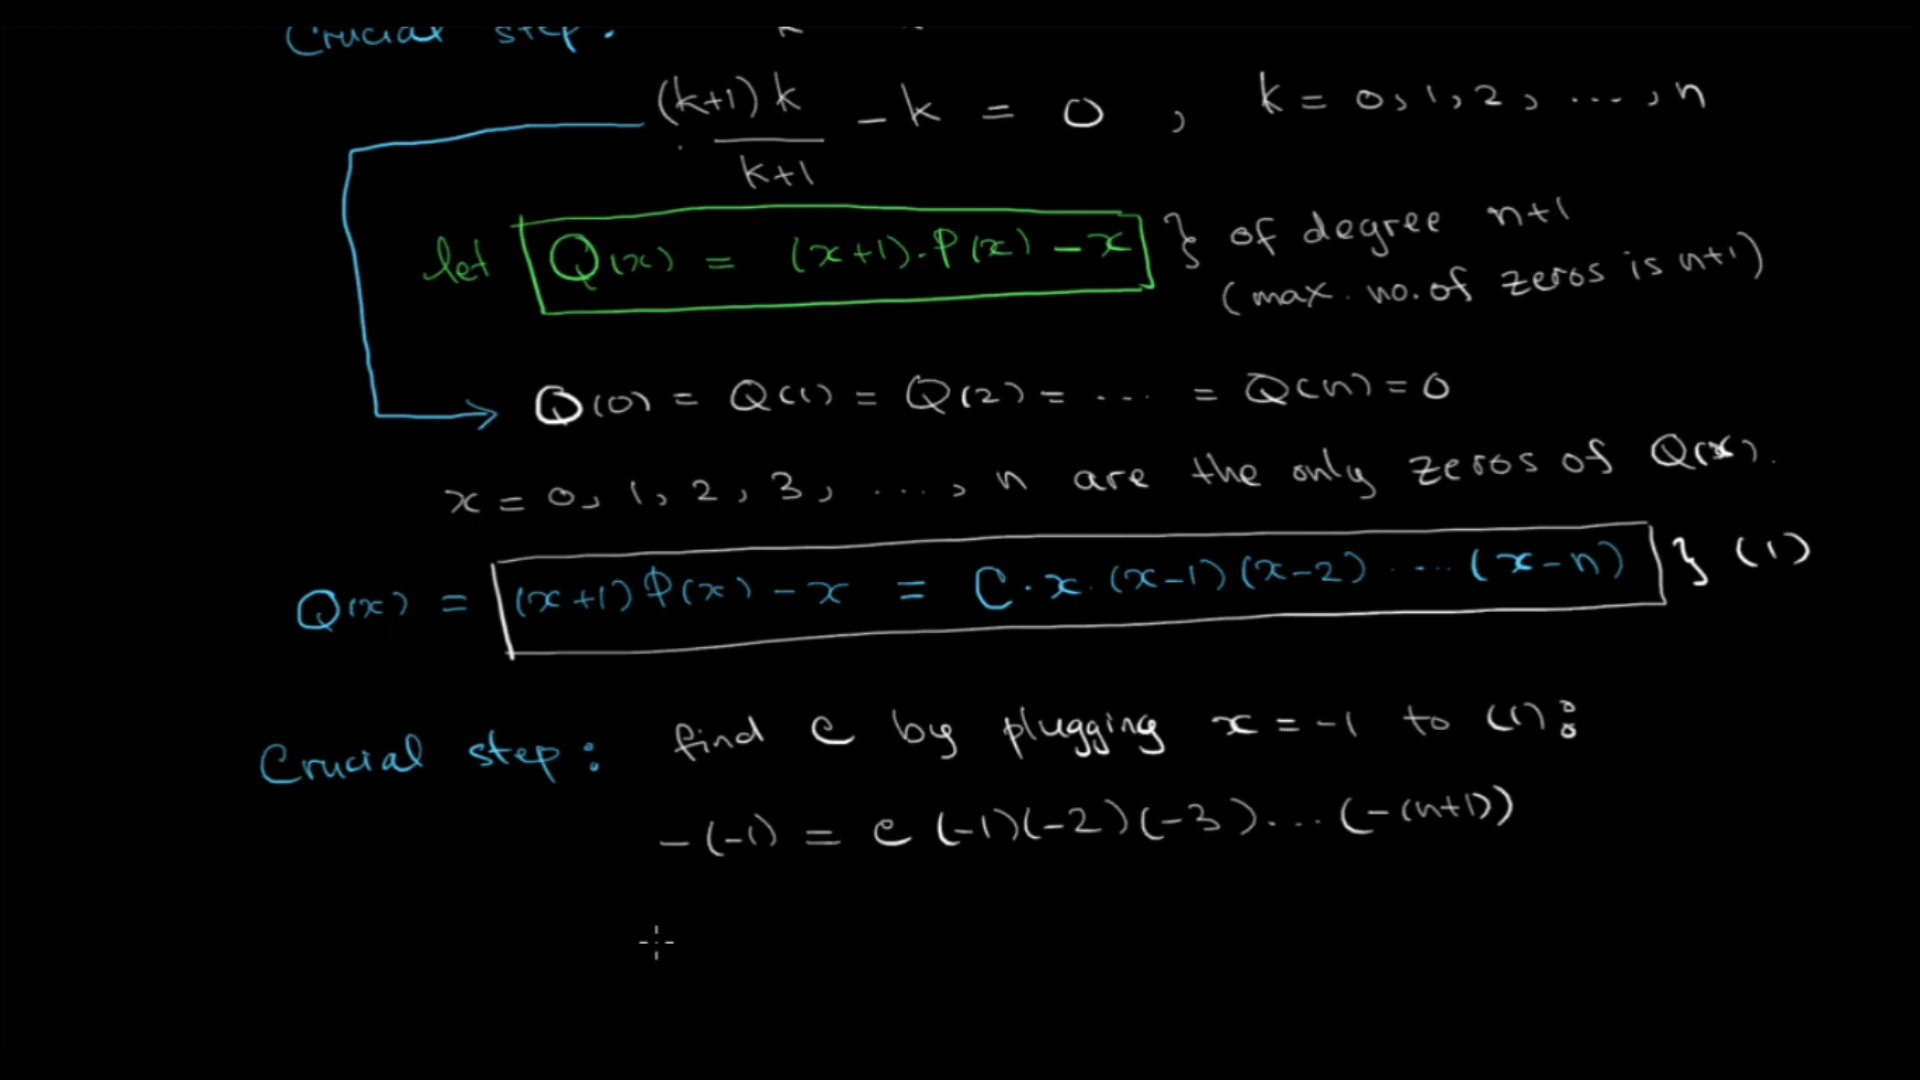 Crucial step:
(k+1) k / k+1 - k = 0 , k = 0, 1, 2, ..., n
let Q(x) = (x+1).P(x) - x } of degree n+1
(max. no. of zeros is n+1)
Q(0) = Q(1) = Q(2) = ... = Q(n) = 0
x = 0, 1, 2, 3, ..., n are the only zeros of Q(x).
Q(x) = (x+1) P(x) - x = C · x · (x-1) (x-2) ... (x-n) } (1)
Crucial step: find C by plugging x = -1 to (1):
-(-1) = C (-1)(-2)(-3)...(-(n+1))